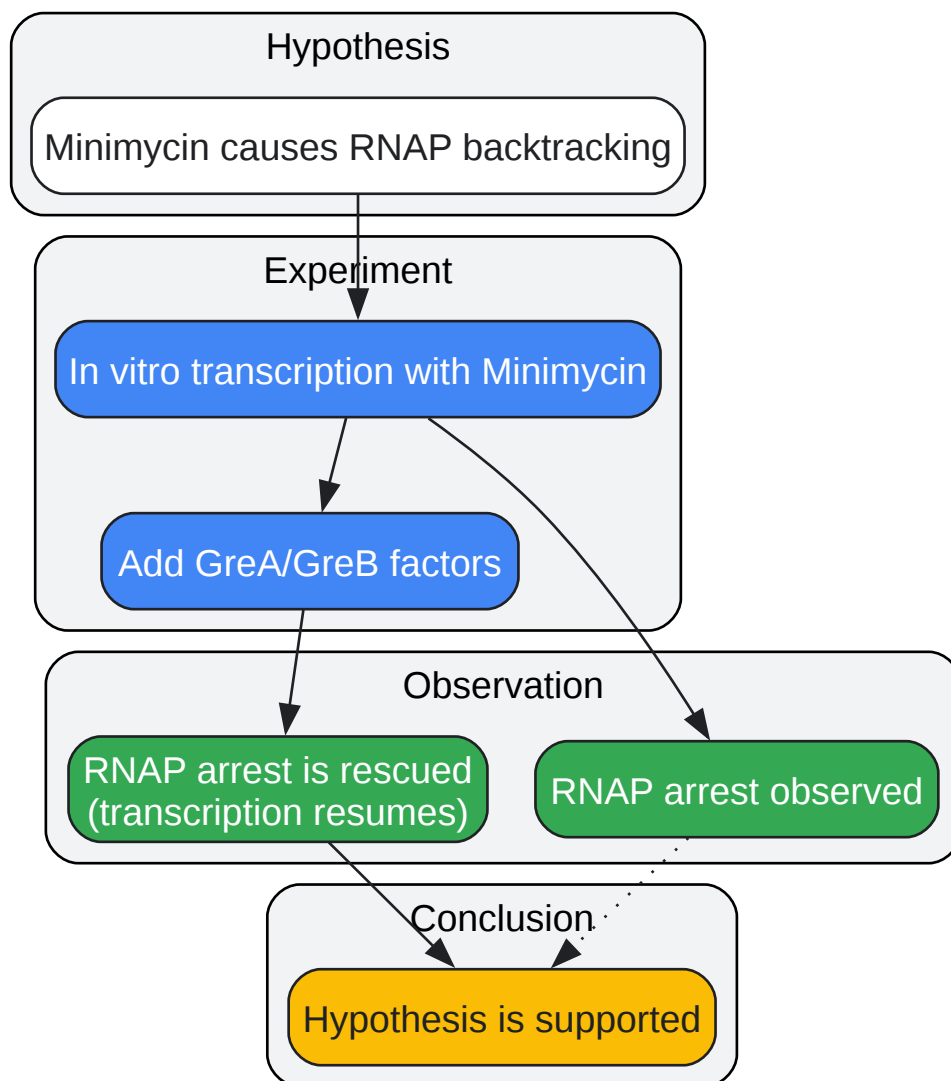 Hypothesis
Minimycin causes RNAP backtracking
Experiment
In vitro transcription with Minimycin
Add GreA/GreB factors
Observation
RNAP arrest is rescued
(transcription resumes)
RNAP arrest observed
Conclusion
Hypothesis is supported